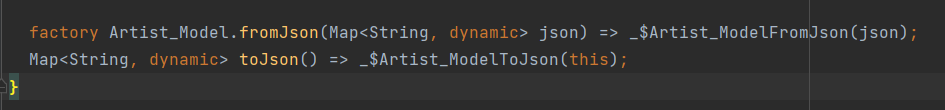 factory Artist_Model.fromJson(Map<String, dynamic> json) => _$Artist_ModelFromJson(json);
Map<String, dynamic> toJson() => _$Artist_ModelToJson(this);
}